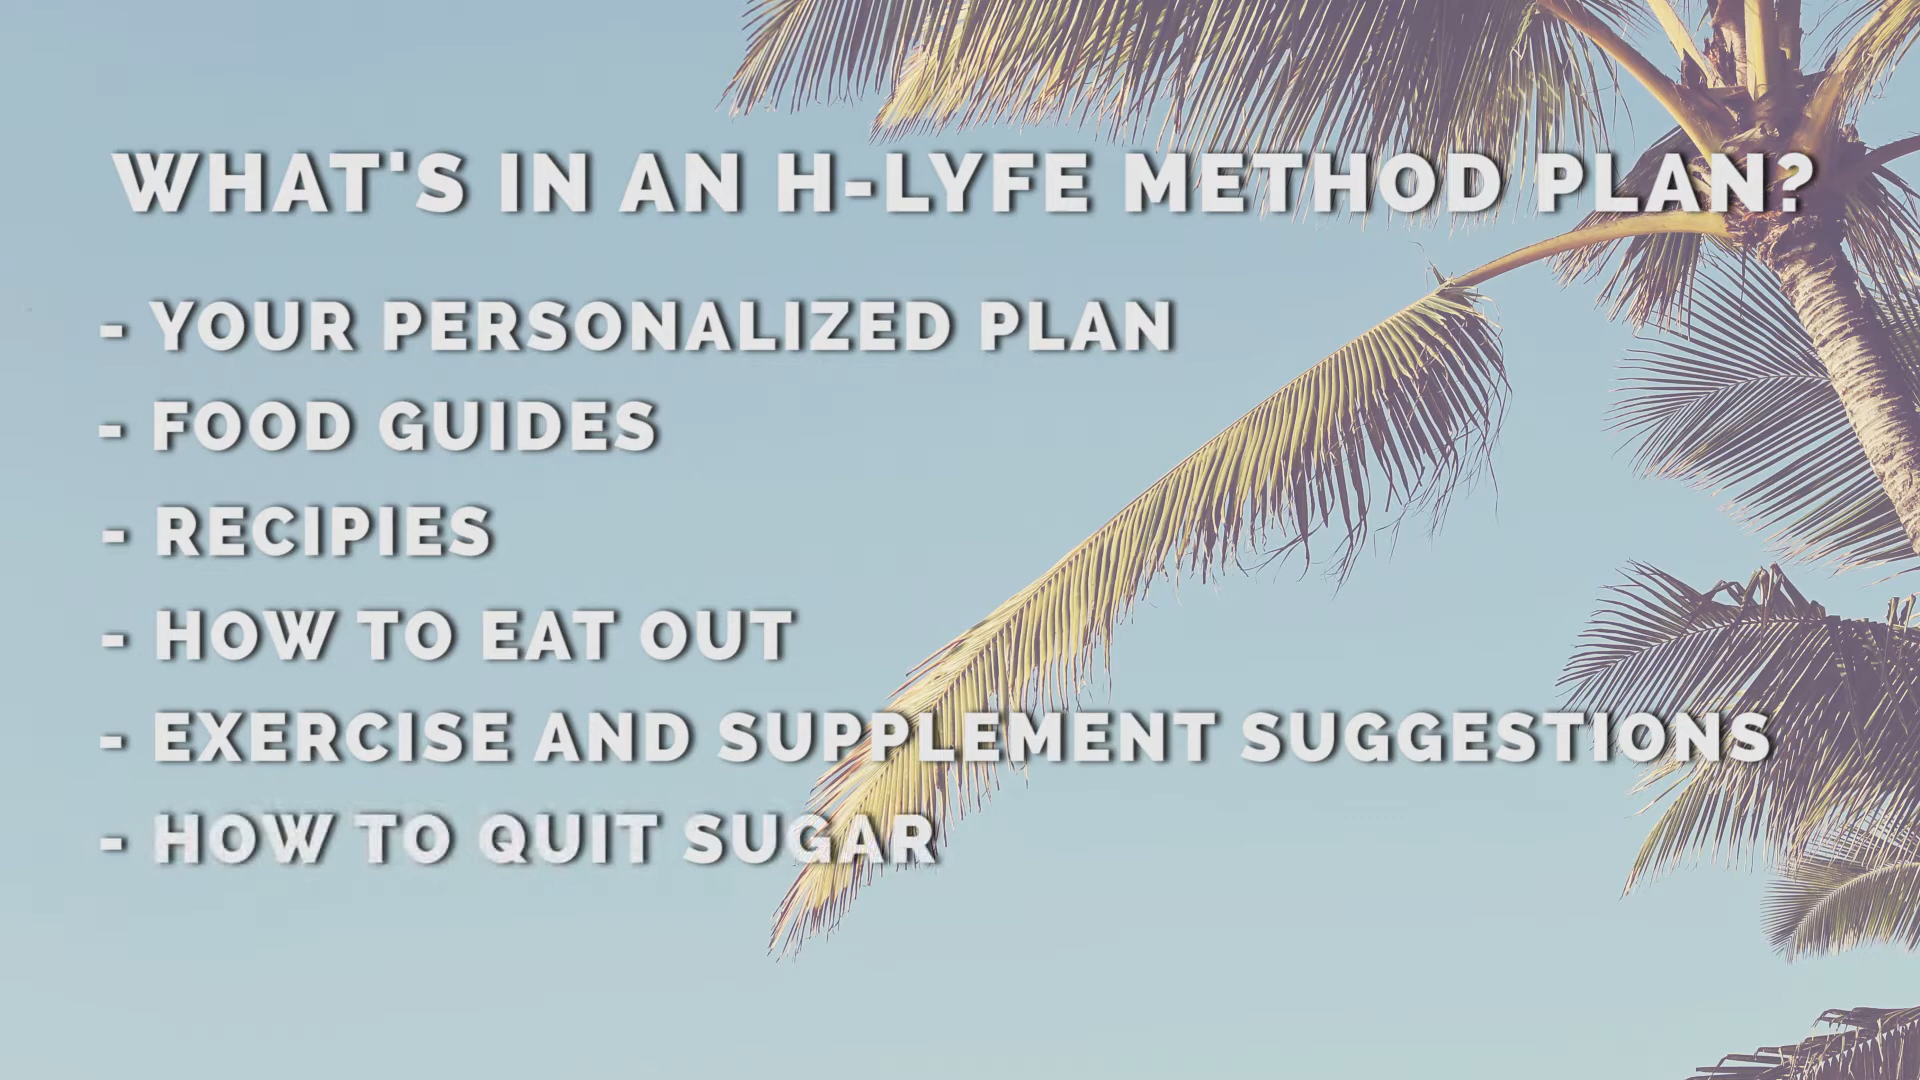 WHAT'S IN AN H-LYFE METHOD PLAN?
- YOUR PERSONALIZED PLAN
- FOOD GUIDES
- RECIPIES
- HOW TO EAT OUT
- EXERCISE AND SUPPLEMENT SUGGESTIONS
- HOW TO QUIT SUGAR